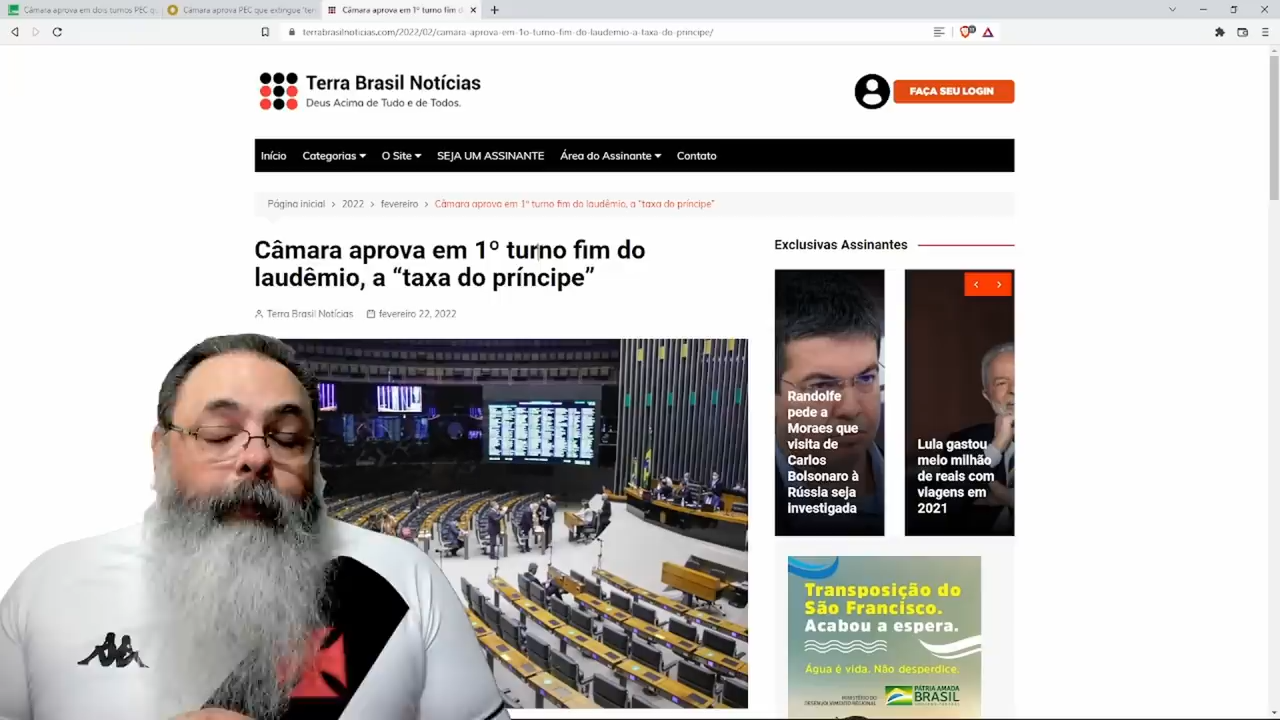 Câmara aprova em dois turnos PEC q
Câmara aprova PEC que extingue 'ter
Câmara aprova em 1º turno fim d
terrabrasilnoticias.com/2022/02/camara-aprova-em-1o-turno-fim-do-laudemio-a-taxa-do-principe/
Terra Brasil Notícias
Deus Acima de Tudo e de Todos.
FAÇA SEU LOGIN
Início Categorias O Site SEJA UM ASSINANTE Área do Assinante Contato
Página inicial > 2022 > fevereiro > Câmara aprova em 1º turno fim do laudêmio, a “taxa do príncipe”
Câmara aprova em 1º turno fim do
laudêmio, a “taxa do príncipe”
Terra Brasil Notícias fevereiro 22, 2022
Exclusivas Assinantes
Randolfe
pede a
Moraes que
visita de
Carlos
Bolsonaro à
Rússia seja
investigada
Lula gastou
meio milhão
de reais com
viagens em
2021
Transposição do
São Francisco.
Acabou a espera.
Água é vida. Não desperdice.
MINISTÉRIO DO
DESENVOLVIMENTO REGIONAL
PÁTRIA AMADA
BRASIL